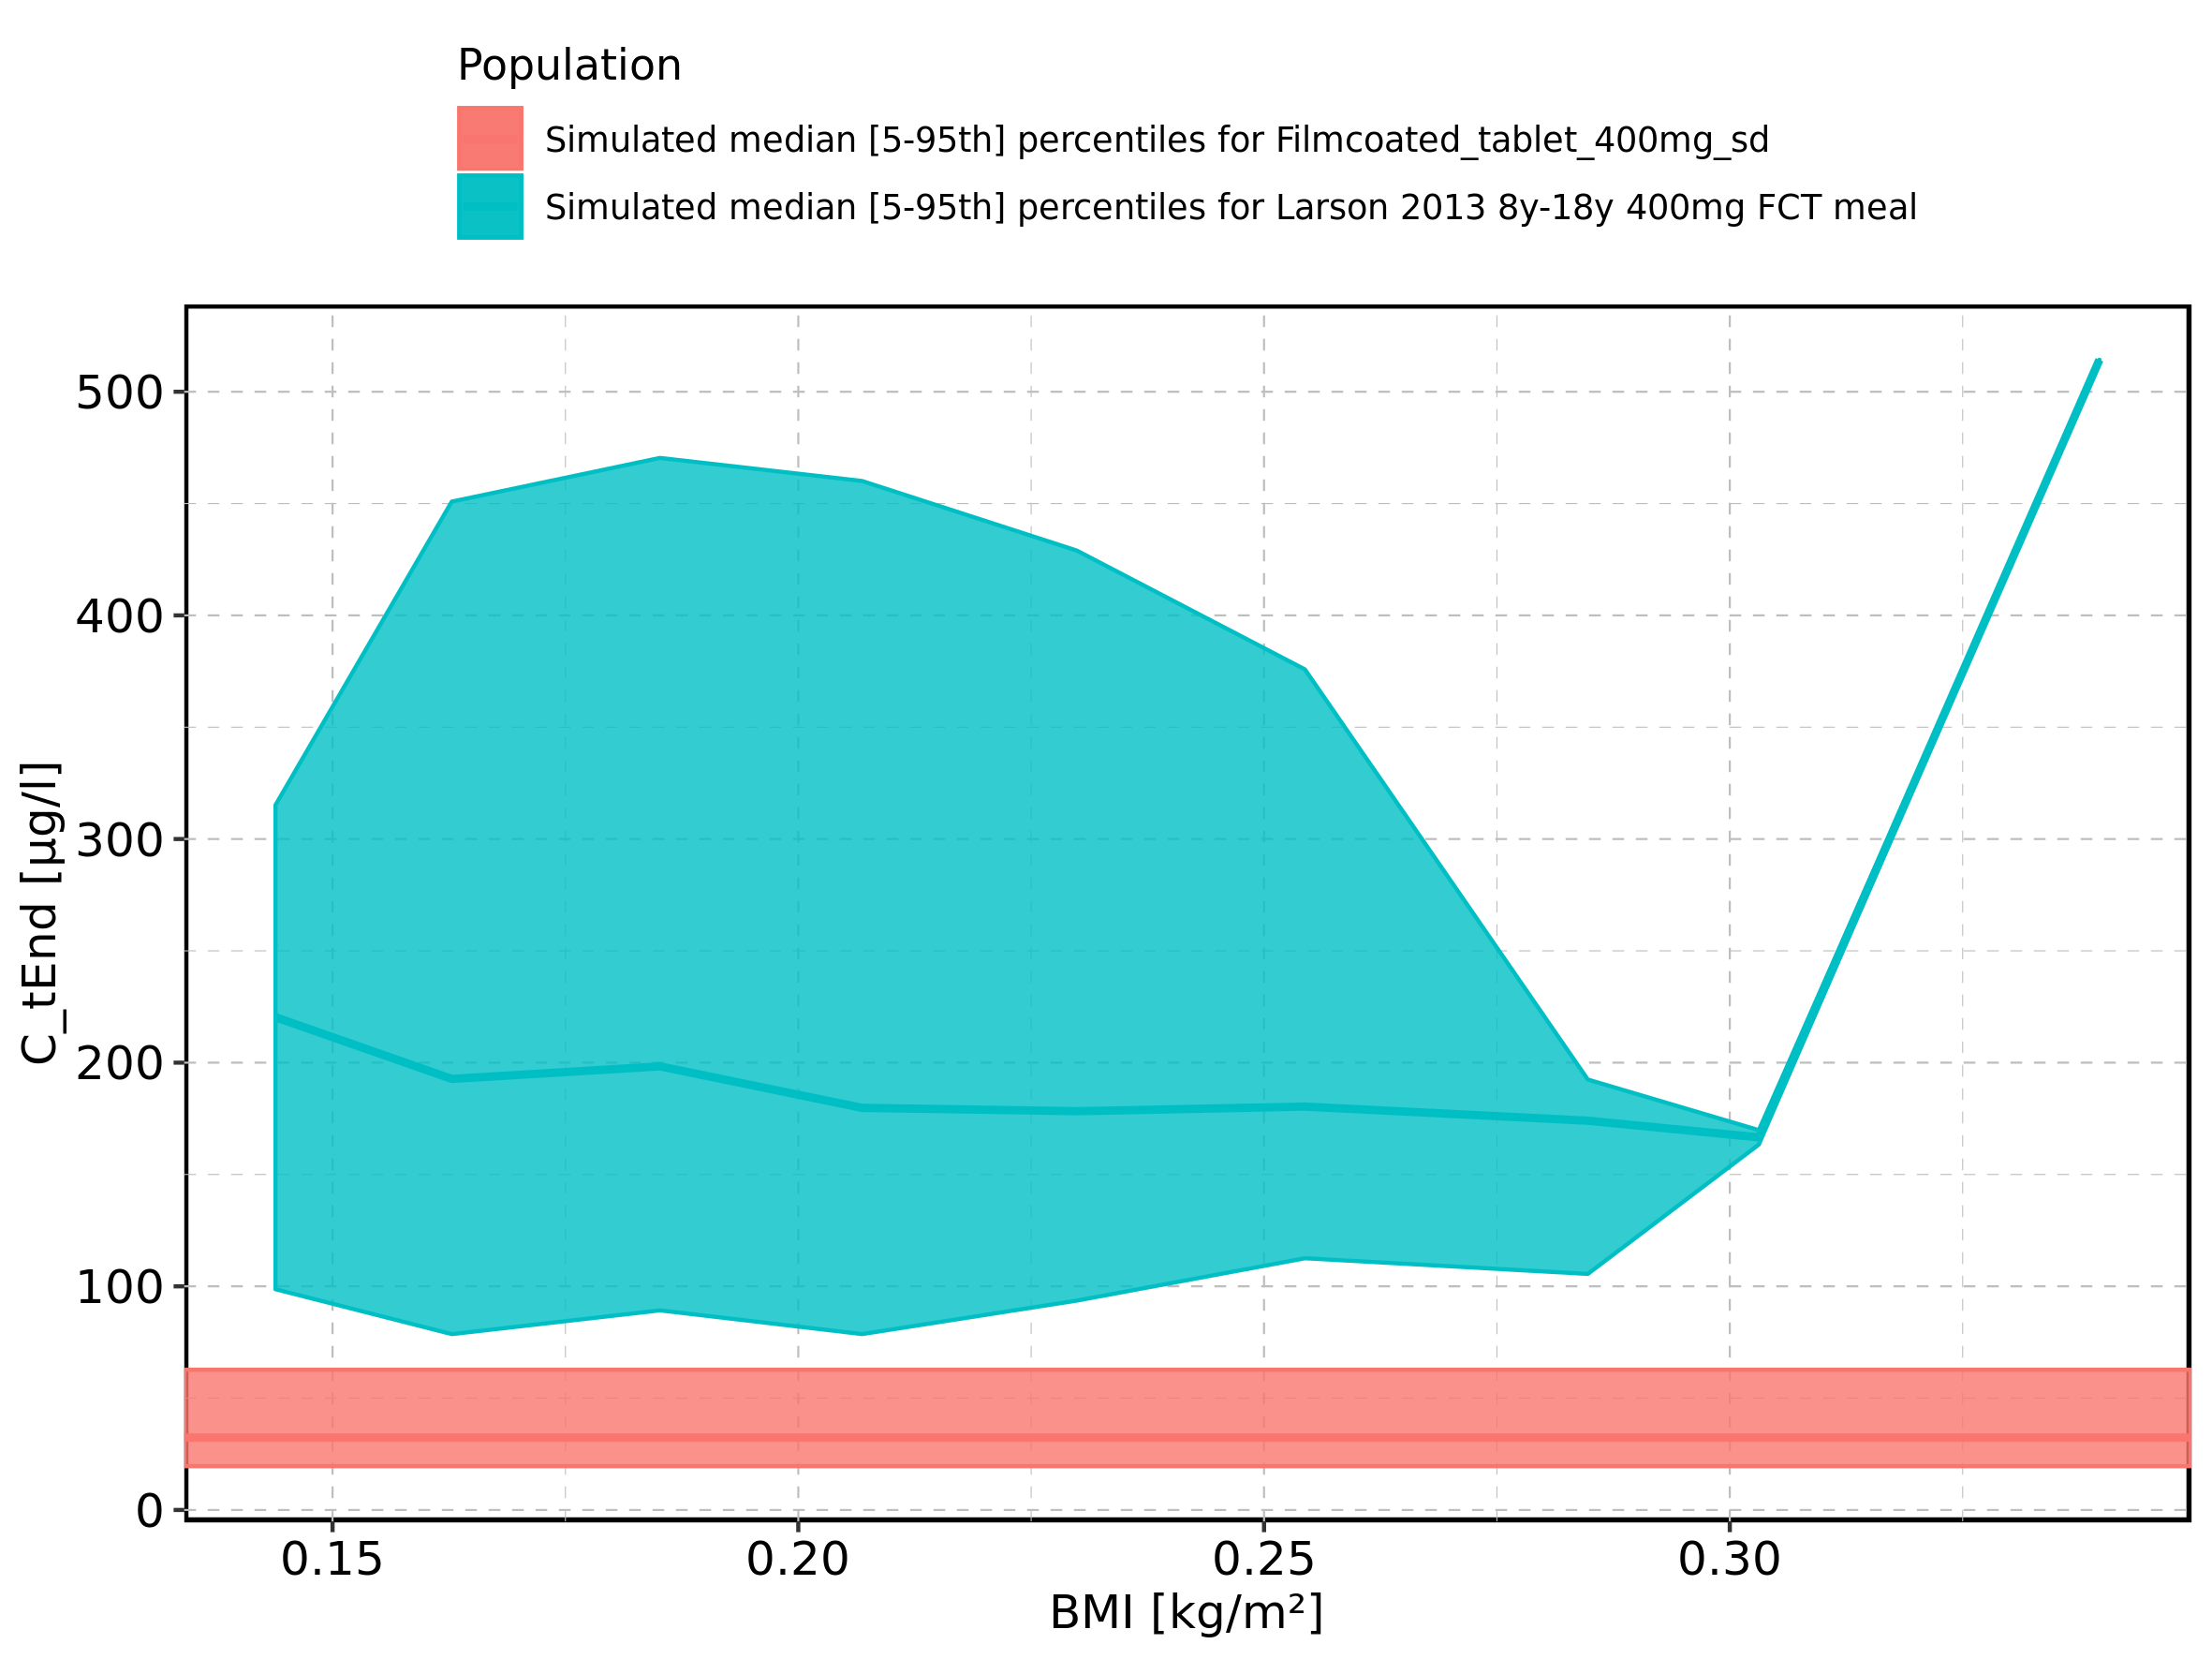 Population
Simulated median [5-95th] percentiles for Filmcoated_tablet_400mg_sd
Simulated median [5-95th] percentiles for Larson 2013 8y-18y 400mg FCT meal
500
400
300
200
100
0
C_tEnd [µg/l]
0.15 0.20 0.25 0.30
BMI [kg/m²]